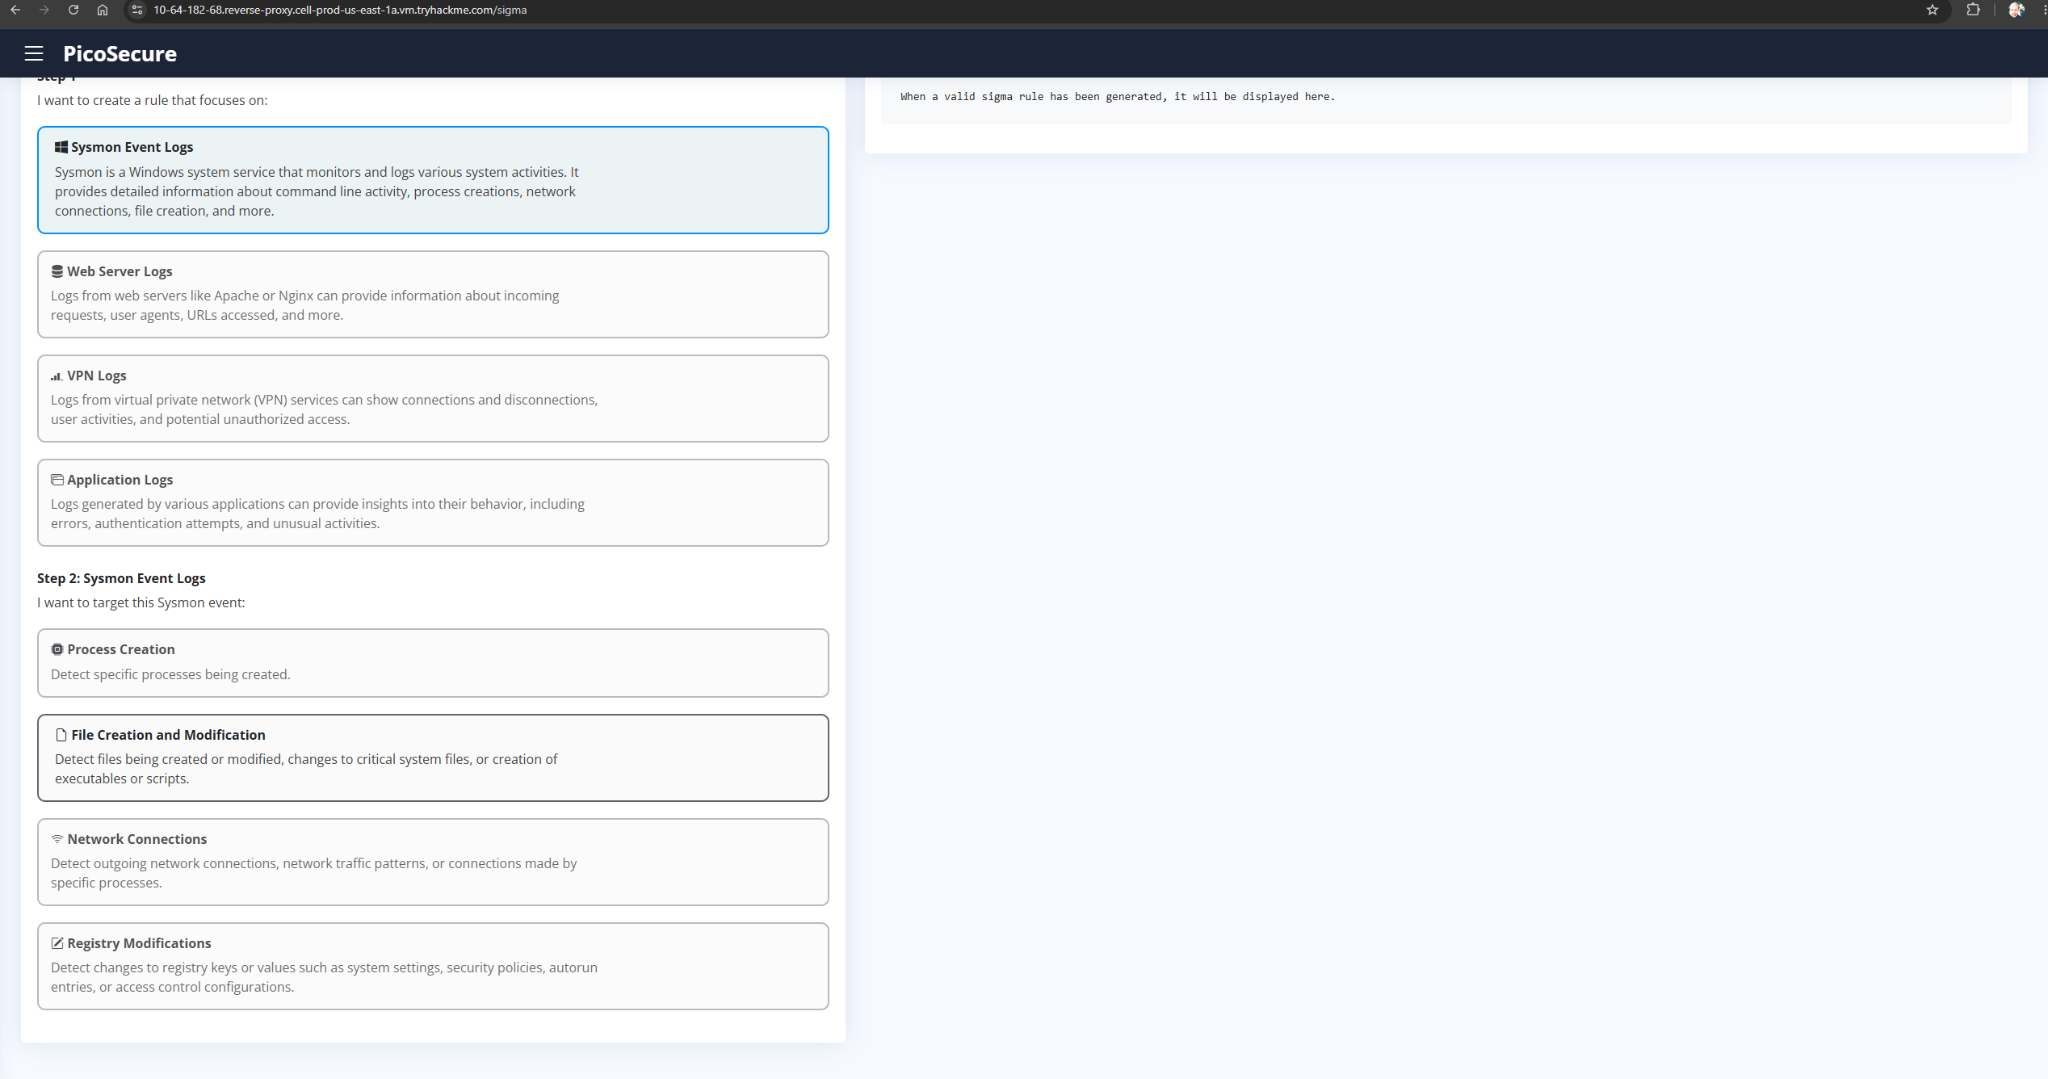 10-64-182-68.reverse-proxy.cell-prod-us-east-1a.vm.tryhackme.com/sigma
PicoSecure
Step 1
I want to create a rule that focuses on:
Sysmon Event Logs
Sysmon is a Windows system service that monitors and logs various system activities. It
provides detailed information about command line activity, process creations, network
connections, file creation, and more.
Web Server Logs
Logs from web servers like Apache or Nginx can provide information about incoming
requests, user agents, URLs accessed, and more.
VPN Logs
Logs from virtual private network (VPN) services can show connections and disconnections,
user activities, and potential unauthorized access.
Application Logs
Logs generated by various applications can provide insights into their behavior, including
errors, authentication attempts, and unusual activities.
Step 2: Sysmon Event Logs
I want to target this Sysmon event:
Process Creation
Detect specific processes being created.
File Creation and Modification
Detect files being created or modified, changes to critical system files, or creation of
executables or scripts.
Network Connections
Detect outgoing network connections, network traffic patterns, or connections made by
specific processes.
Registry Modifications
Detect changes to registry keys or values such as system settings, security policies, autorun
entries, or access control configurations.
When a valid sigma rule has been generated, it will be displayed here.